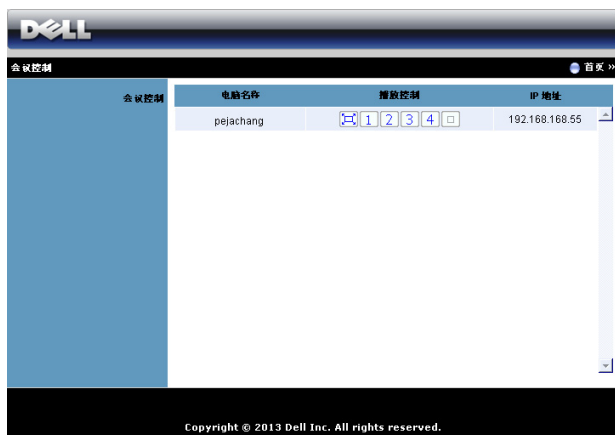 DELL
会议控制
首页 »
会议控制
电脑名称 播放控制 IP 地址
pejachang 1 2 3 4 192.168.168.55
Copyright © 2013 Dell Inc. All rights reserved.